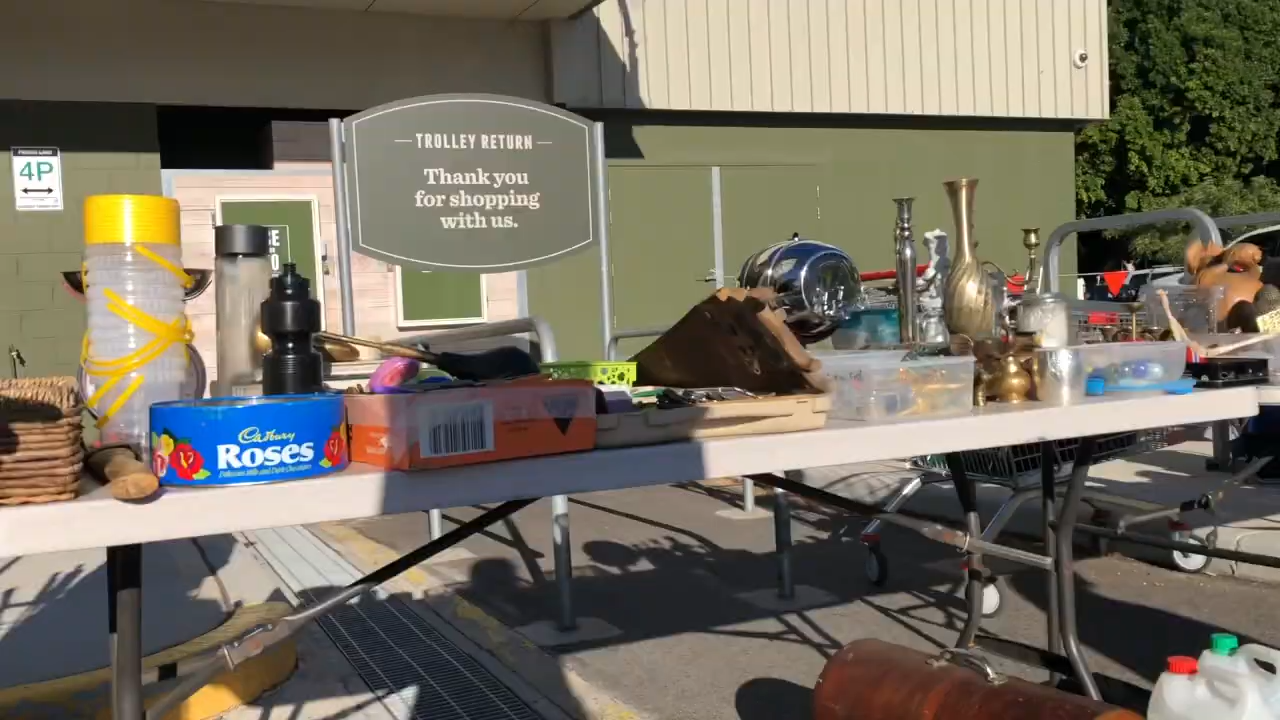 4P
TROLLEY RETURN
Thank you
for shopping
with us.
Cadbury
Roses